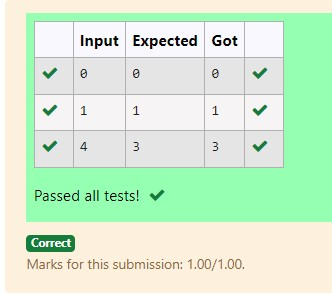 Input Expected Got
0 0 0
1 1 1
4 3 3
Passed all tests!
Correct
Marks for this submission: 1.00/1.00.